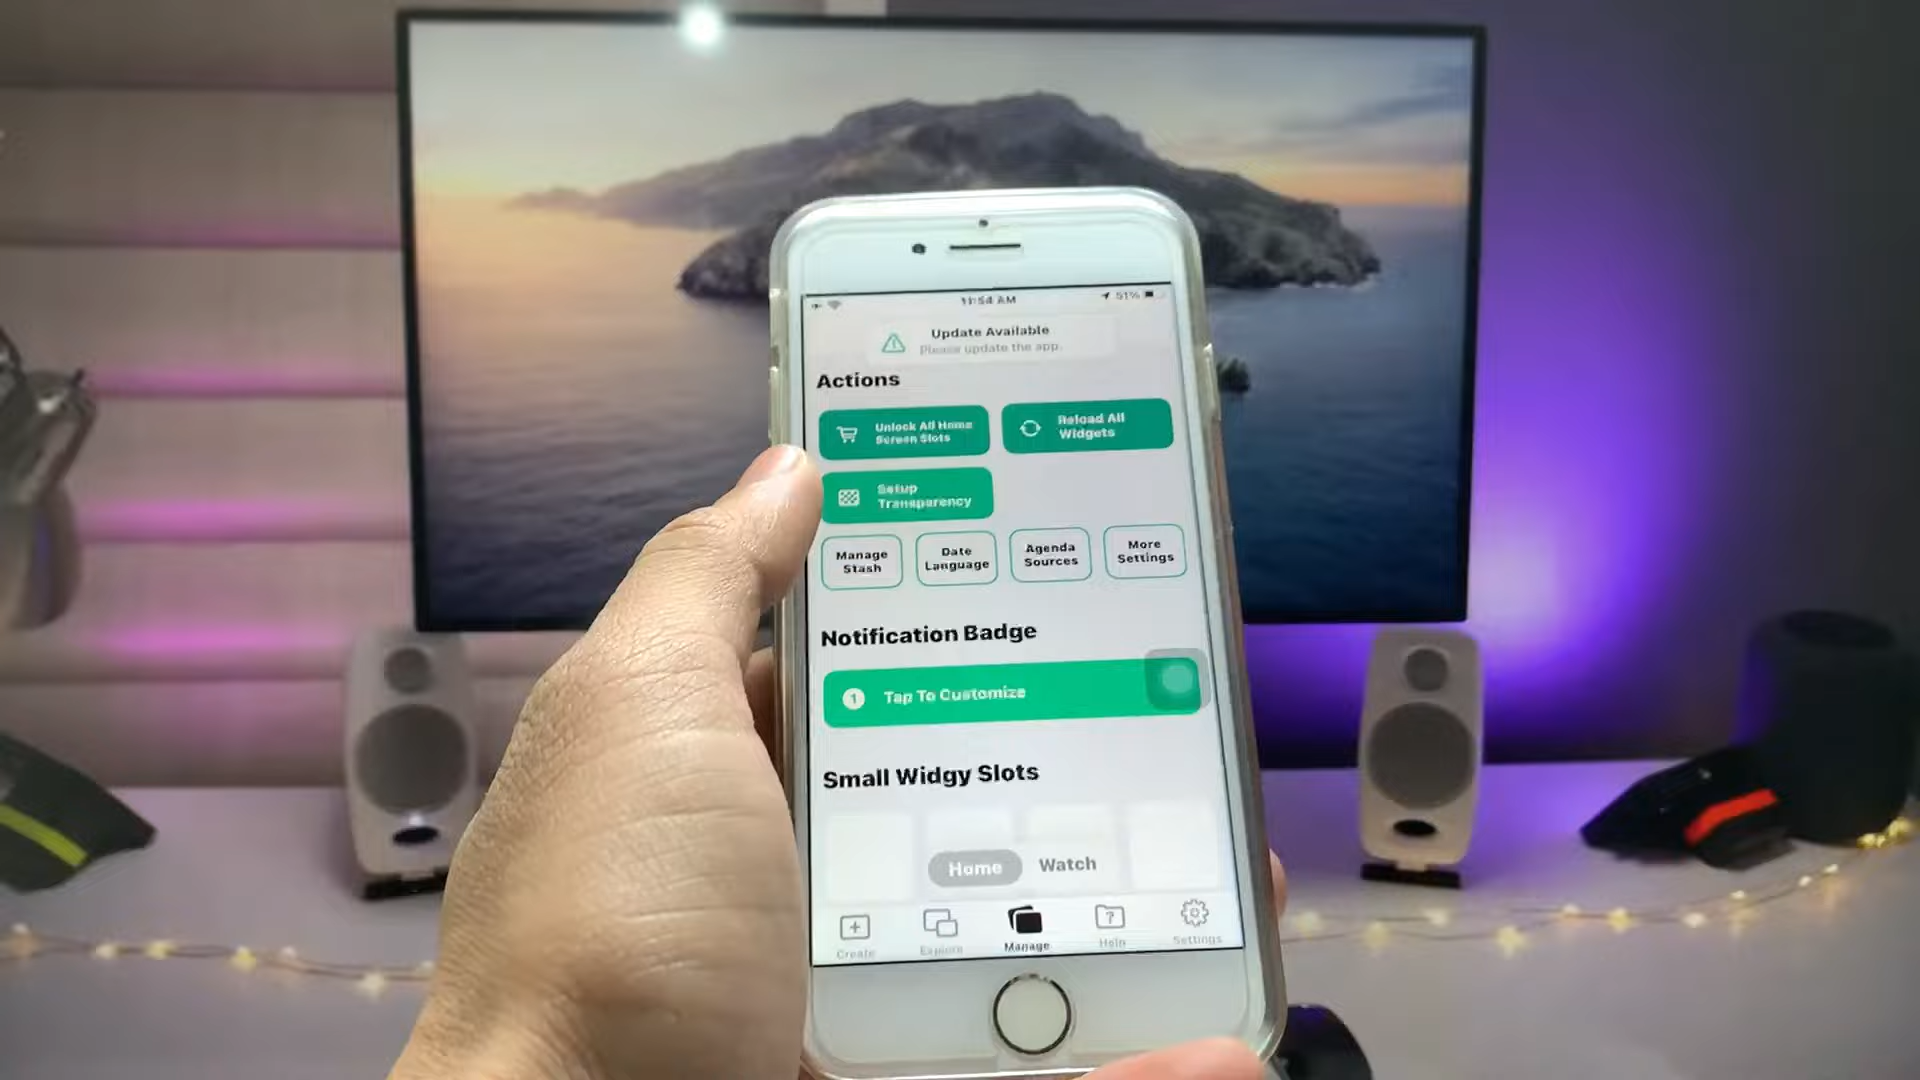 11:54 AM
51%
Update Available
Please update the app.
Actions
Unlock All Home
Screen Slots
Reload All
Widgets
Setup
Transparency
Manage
Stash
Date
Language
Agenda
Sources
More
Settings
Notification Badge
1 Tap To Customize
Small Widgy Slots
Home
Watch
Create
Explore
Manage
Help
Settings